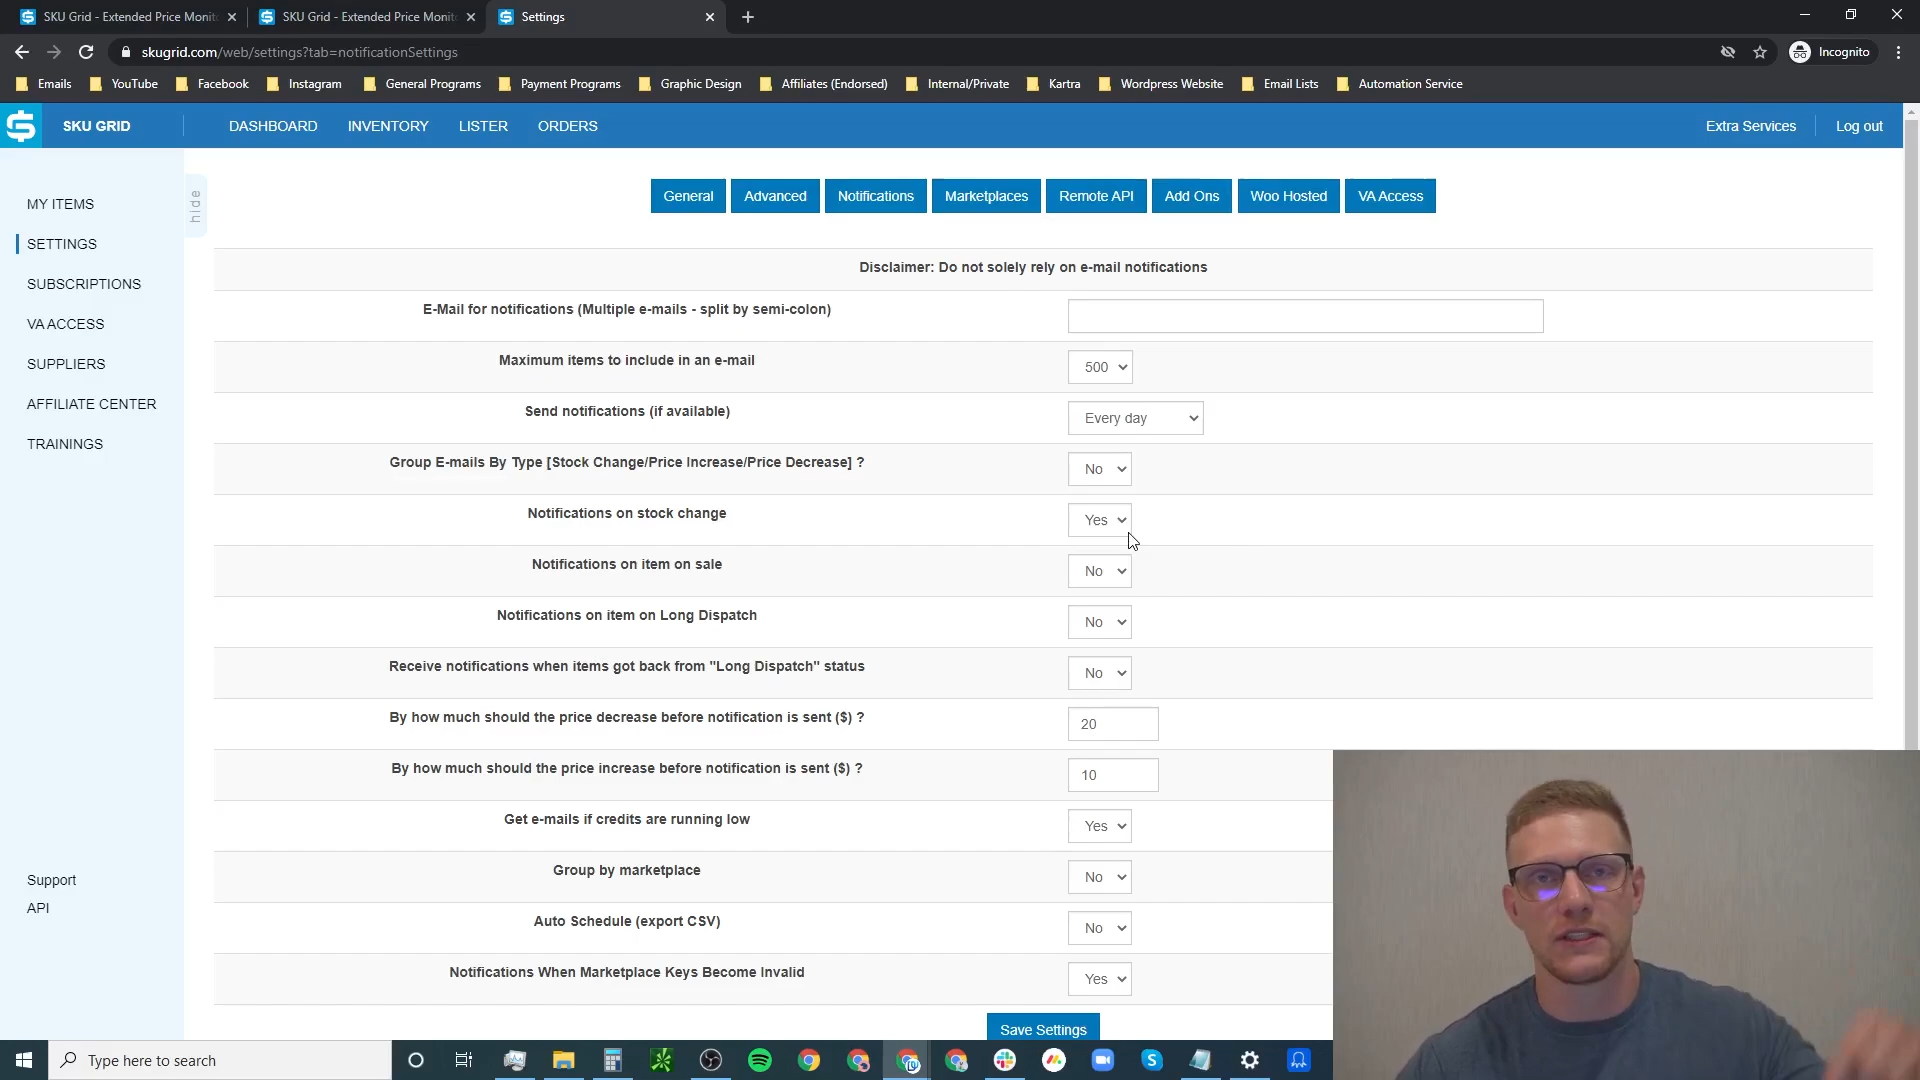 SKU Grid - Extended Price Monito
SKU Grid - Extended Price Monito
Settings
skugrid.com/web/settings?tab=notificationSettings
Incognito
Emails
YouTube
Facebook
Instagram
General Programs
Payment Programs
Graphic Design
Affiliates (Endorsed)
Internal/Private
Kartra
Wordpress Website
Email Lists
Automation Service
SKU GRID
DASHBOARD
INVENTORY
LISTER
ORDERS
Extra Services
Log out
MY ITEMS
SETTINGS
SUBSCRIPTIONS
VA ACCESS
SUPPLIERS
AFFILIATE CENTER
TRAININGS
Support
API
hide
General
Advanced
Notifications
Marketplaces
Remote API
Add Ons
Woo Hosted
VA Access
Disclaimer: Do not solely rely on e-mail notifications
E-Mail for notifications (Multiple e-mails - split by semi-colon)
Maximum items to include in an e-mail
500
Send notifications (if available)
Every day
Group E-mails By Type [Stock Change/Price Increase/Price Decrease] ?
No
Notifications on stock change
Yes
Notifications on item on sale
No
Notifications on item on Long Dispatch
No
Receive notifications when items got back from "Long Dispatch" status
No
By how much should the price decrease before notification is sent ($) ?
20
By how much should the price increase before notification is sent ($) ?
10
Get e-mails if credits are running low
Yes
Group by marketplace
No
Auto Schedule (export CSV)
No
Notifications When Marketplace Keys Become Invalid
Yes
Save Settings
Type here to search